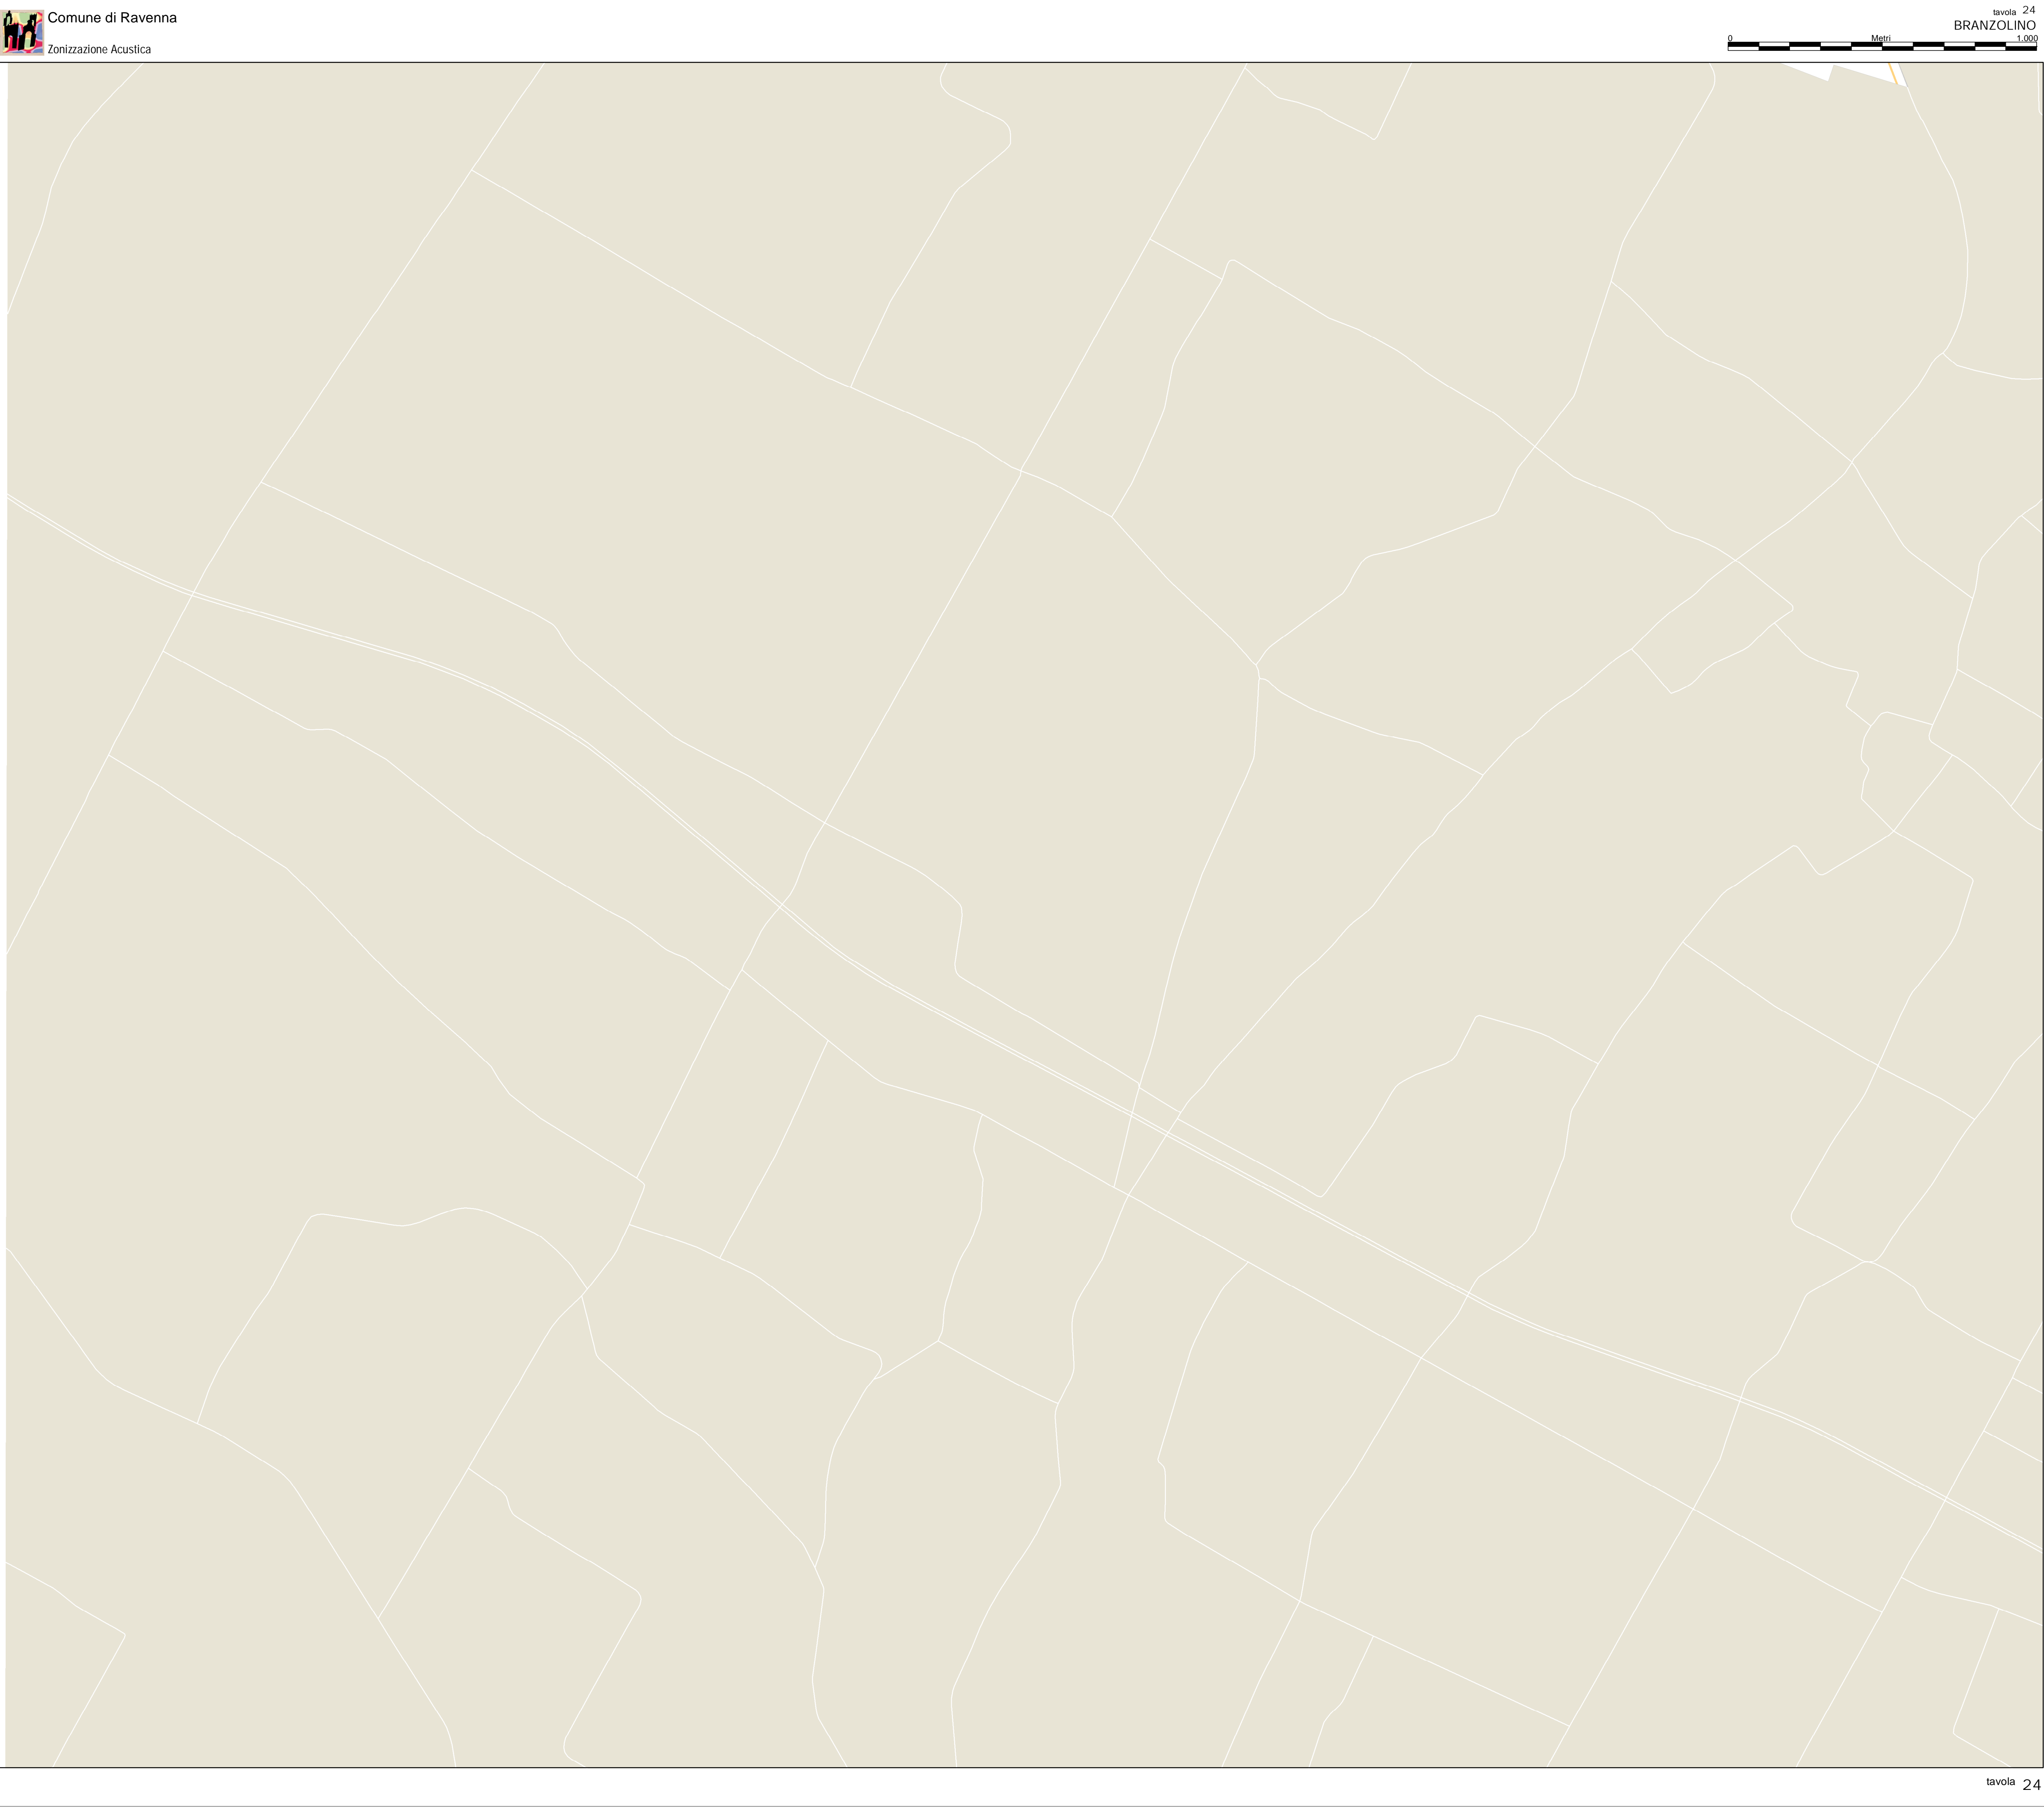 Comune di Ravenna
Zonizzazione Acustica
tavola 24
BRANZOLINO
0 Metri 1.000
tavola 24